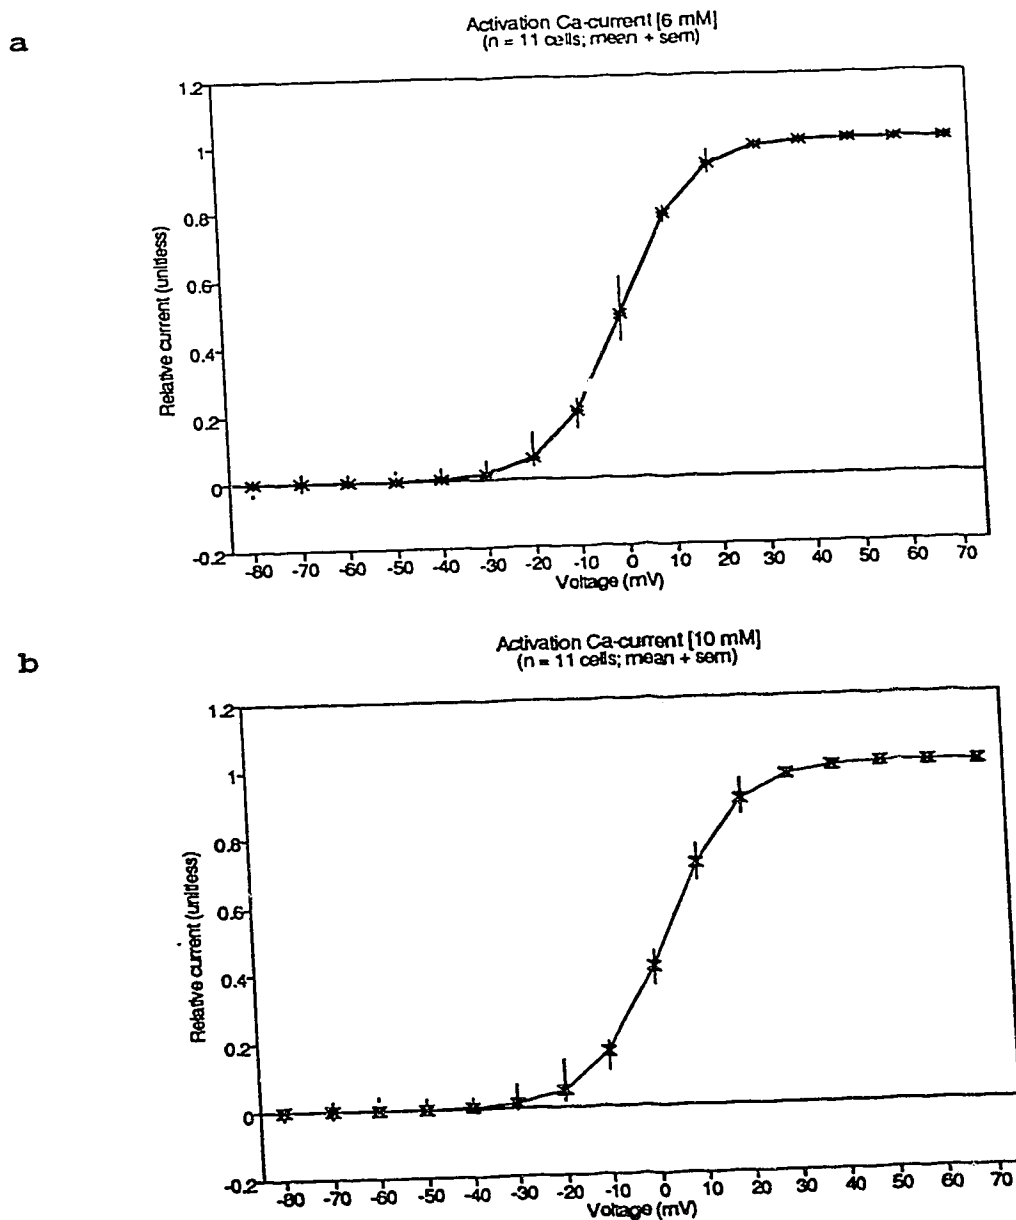 a
Activation Ca-current [6 mM]
(n = 11 cells; mean + sem)
1.2
1
0.8
0.6
0.4
0.2
0
-0.2
Relative current (unitless)
-80 -70 -60 -50 -40 -30 -20 -10 0 10 20 30 40 50 60 70
Voltage (mV)
b
Activation Ca-current [10 mM]
(n = 11 cells; mean + sem)
1.2
1
0.8
0.6
0.4
0.2
0
-0.2
Relative current (unitless)
-80 -70 -60 -50 -40 -30 -20 -10 0 10 20 30 40 50 60 70
Voltage (mV)